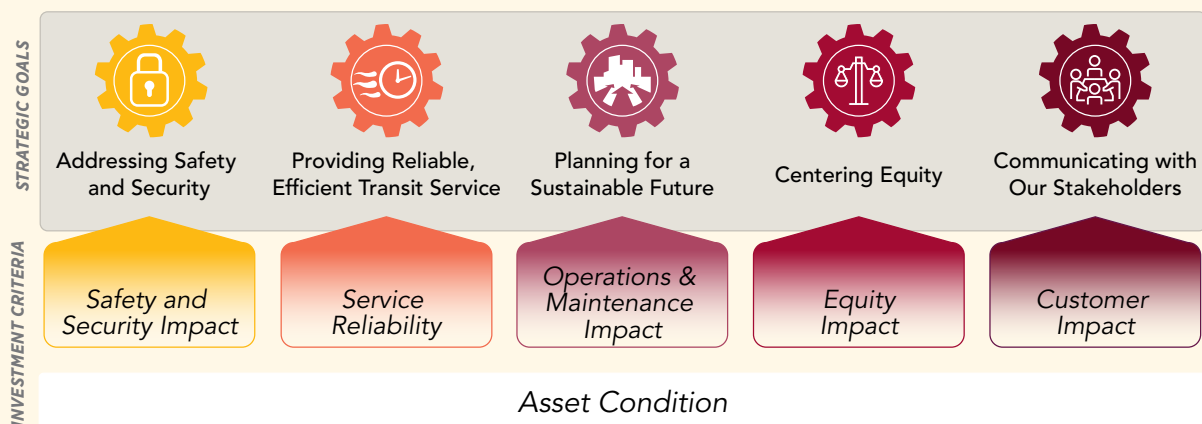 STRATEGIC GOALS
Addressing Safety
and Security
Providing Reliable,
Efficient Transit Service
Planning for a
Sustainable Future
Centering Equity
Communicating with
Our Stakeholders
INVESTMENT CRITERIA
Safety and
Security Impact
Service
Reliability
Operations &
Maintenance
Impact
Equity
Impact
Customer
Impact
Asset Condition